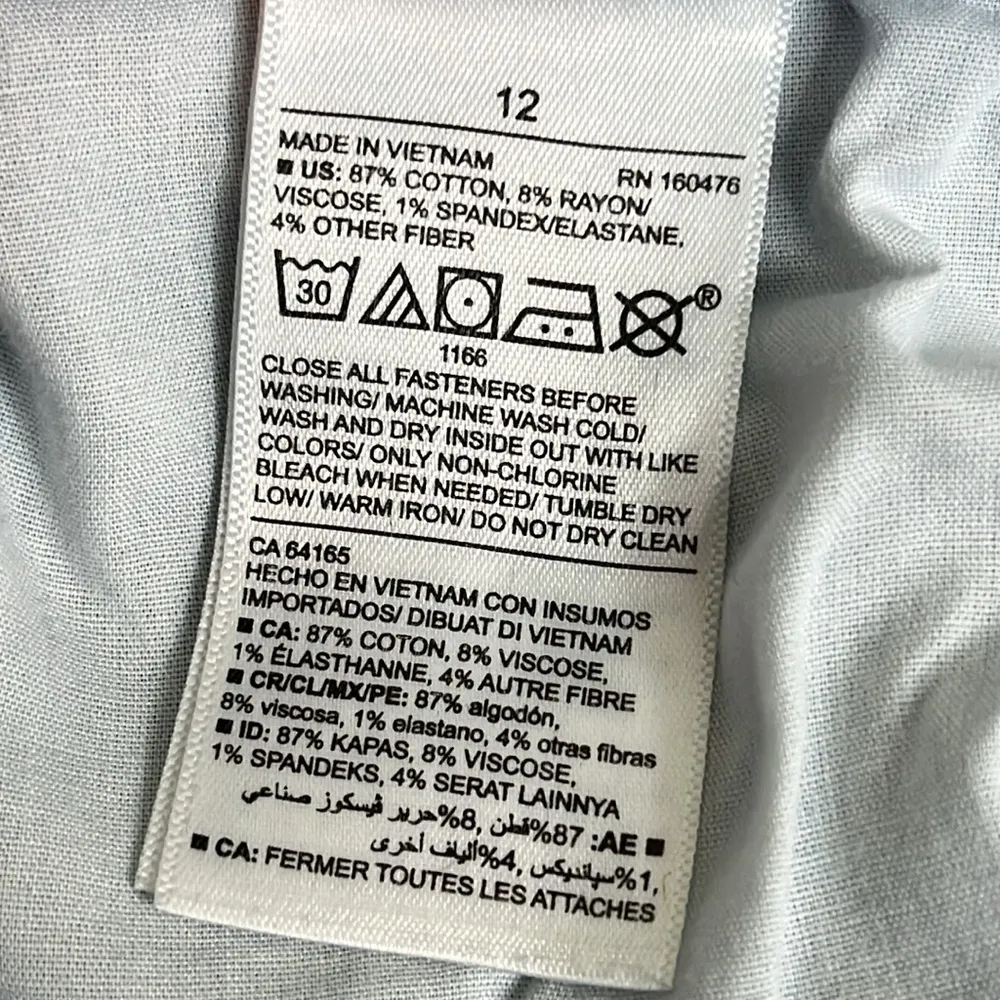 12
MADE IN VIETNAM RN 160476
■ US: 87% COTTON, 8% RAYON/
VISCOSE, 1% SPANDEX/ELASTANE,
4% OTHER FIBER
30 ®
1166
CLOSE ALL FASTENERS BEFORE
WASHING/ MACHINE WASH COLD/
WASH AND DRY INSIDE OUT WITH LIKE
COLORS/ ONLY NON-CHLORINE
BLEACH WHEN NEEDED/ TUMBLE DRY
LOW/ WARM IRON/ DO NOT DRY CLEAN
CA 64165
HECHO EN VIETNAM CON INSUMOS
IMPORTADOS/ DIBUAT DI VIETNAM
■ CA: 87% COTON, 8% VISCOSE,
1% ÉLASTHANNE, 4% AUTRE FIBRE
■ CR/CL/MX/PE: 87% algodón,
8% viscosa, 1% elastano, 4% otras fibras
■ ID: 87% KAPAS, 8% VISCOSE,
1% SPANDEKS, 4% SERAT LAINNYA
■ AE: 87%قطن, 8%حرير فيسكوز صناعي
,1%سپانديكس, 4%ألياف أخرى
■ CA: FERMER TOUTES LES ATTACHES